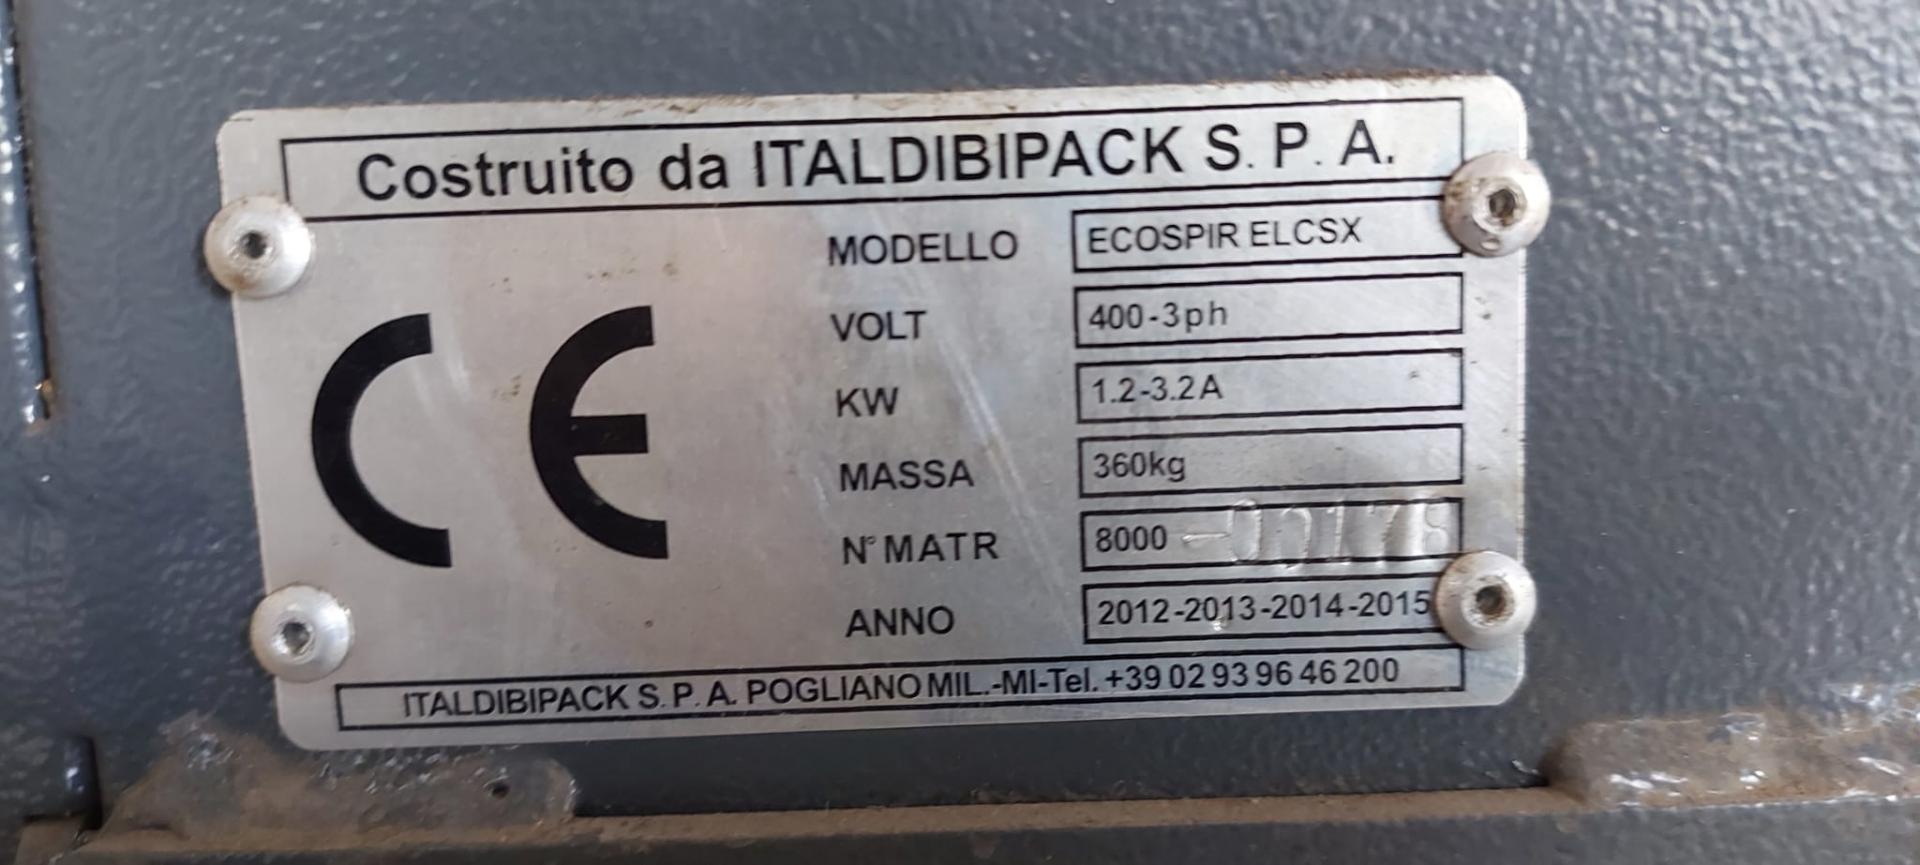 Costruito da ITALDIBIPACK S. P. A.
CE
MODELLO ECOSPIR ELCSX
VOLT 400-3ph
KW 1.2-3.2A
MASSA 360kg
N° MATR 8000
ANNO 2012-2013-2014-2015
ITALDIBIPACK S. P. A. POGLIANO MIL.-MI-Tel. +39 02 93 96 46 200